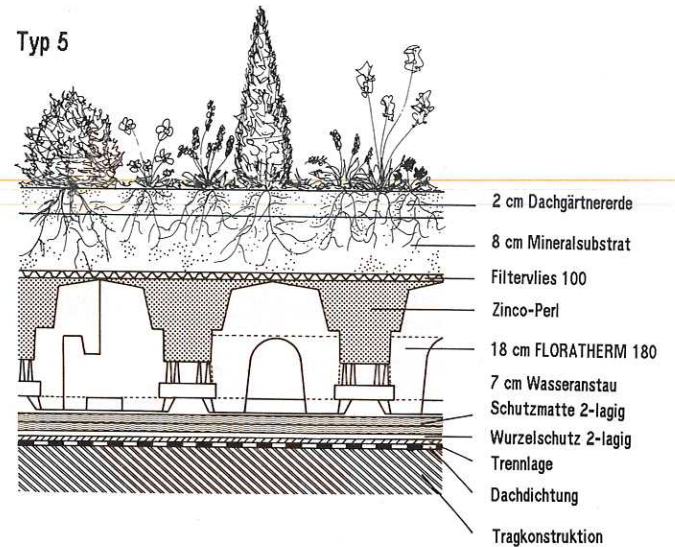 Typ 5
2 cm Dachgärtnererde
8 cm Mineralsubstrat
Filtervlies 100
Zinco-Perl
18 cm FLORATHERM 180
7 cm Wasseranstau
Schutzmatte 2-lagig
Wurzelschutz 2-lagig
Trennlage
Dachdichtung
Tragkonstruktion